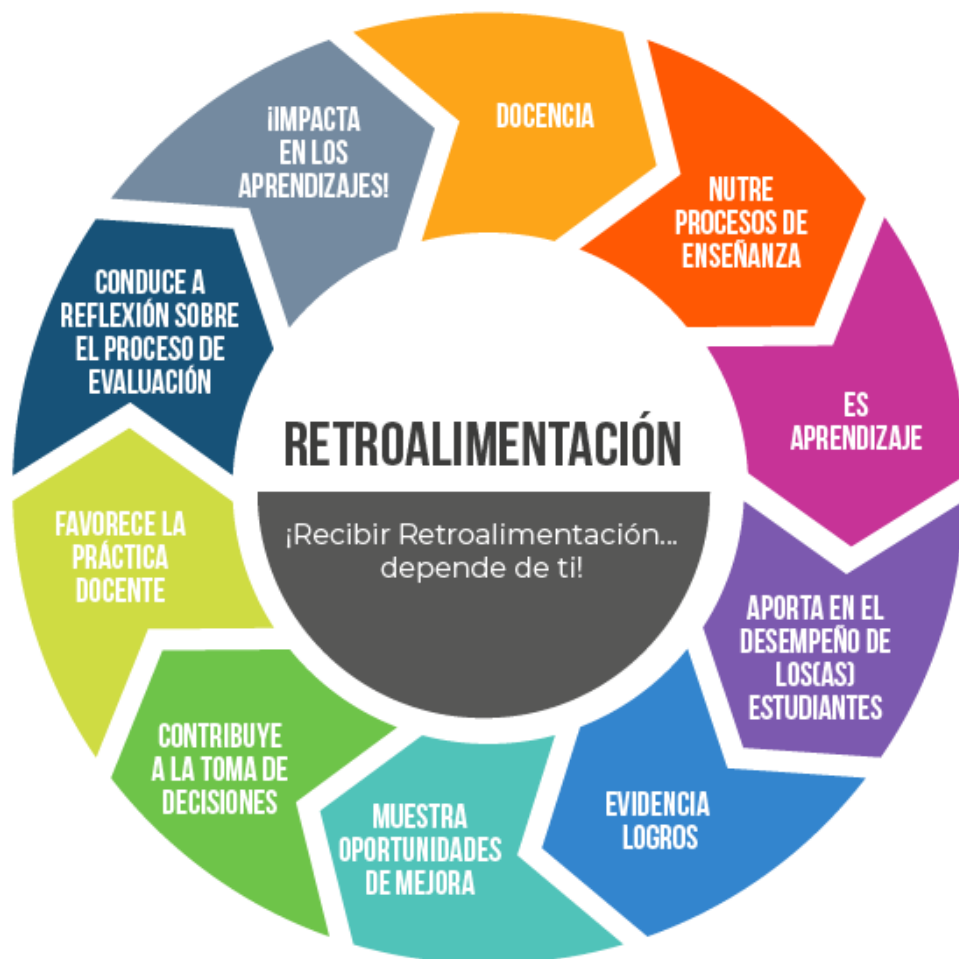 DOCENCIA
NUTRE
PROCESOS DE
ENSEÑANZA
ES
APRENDIZAJE
APORTA EN EL
DESEMPEÑO DE
LOS(AS)
ESTUDIANTES
EVIDENCIA
LOGROS
MUESTRA
OPORTUNIDADES
DE MEJORA
CONTRIBUYE
A LA TOMA DE
DECISIONES
FAVORECE LA
PRÁCTICA
DOCENTE
CONDUCE A
REFLEXIÓN SOBRE
EL PROCESO DE
EVALUACIÓN
¡IMPACTA
EN LOS
APRENDIZAJES!
RETROALIMENTACIÓN
¡Recibir Retroalimentación...
depende de ti!